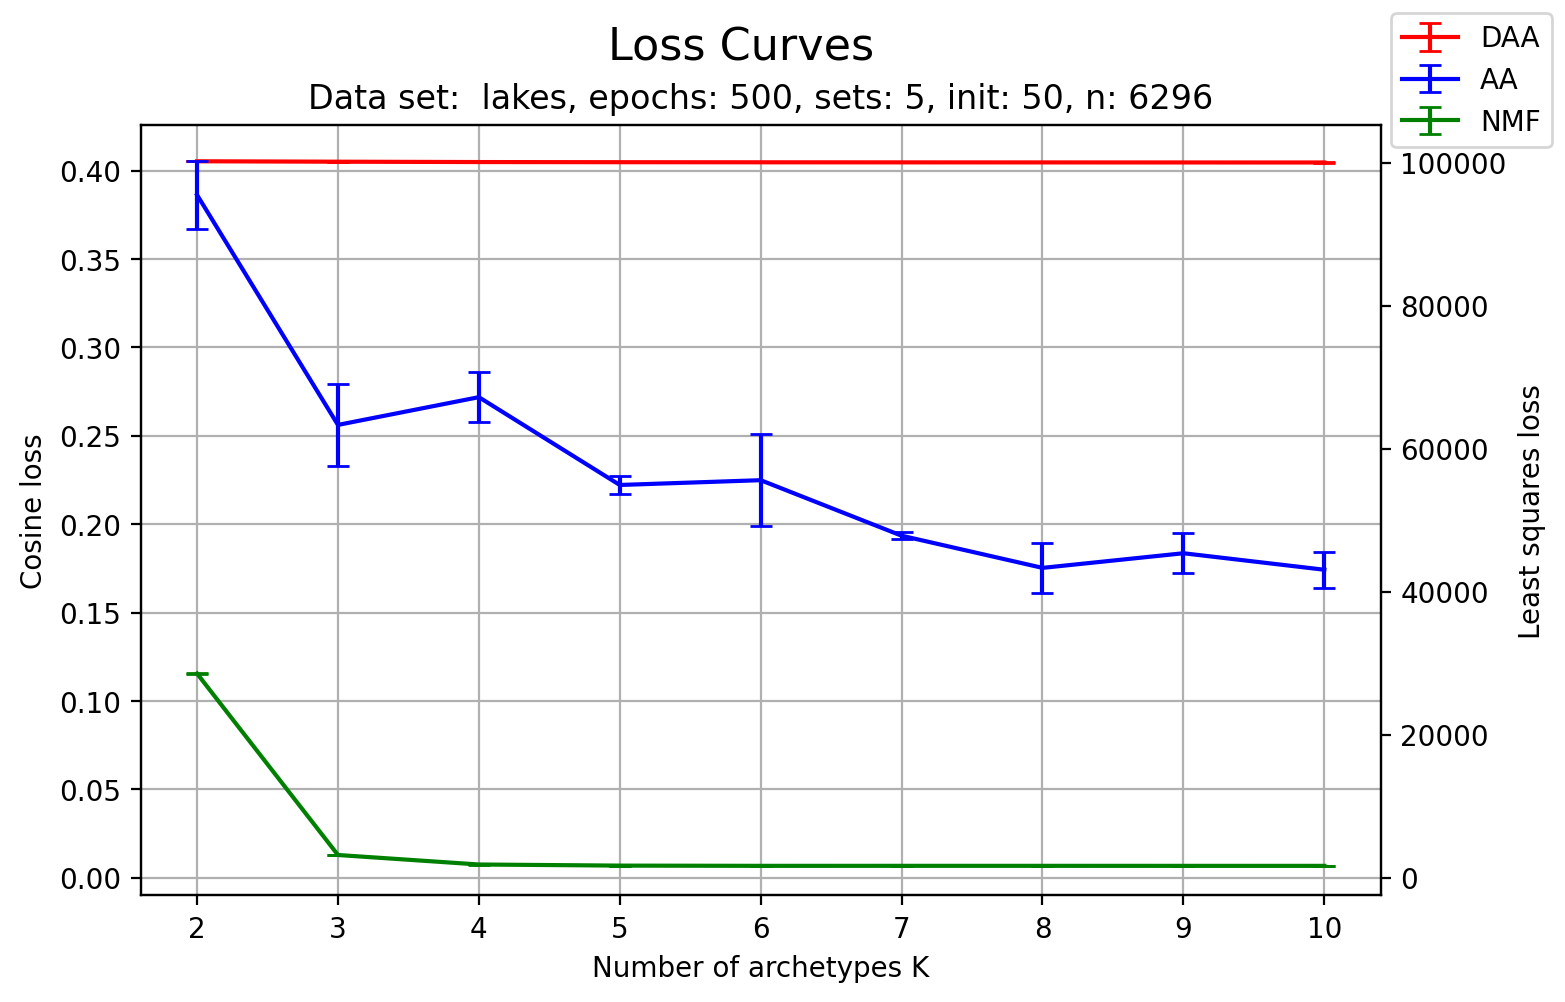 Loss Curves
Data set:  lakes, epochs: 500, sets: 5, init: 50, n: 6296
DAA
AA
NMF
Cosine loss
0.40
0.35
0.30
0.25
0.20
0.15
0.10
0.05
0.00
100000
80000
60000
40000
20000
0
Least squares loss
2 3 4 5 6 7 8 9 10
Number of archetypes K